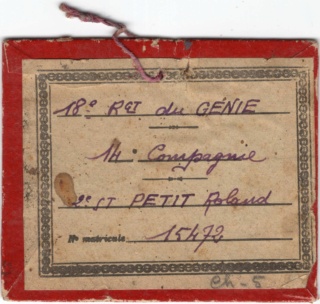 18e Rgt du GÉNIE
14e Compagnie
2e ST PETIT Roland
No matricule 15472
Ch-5